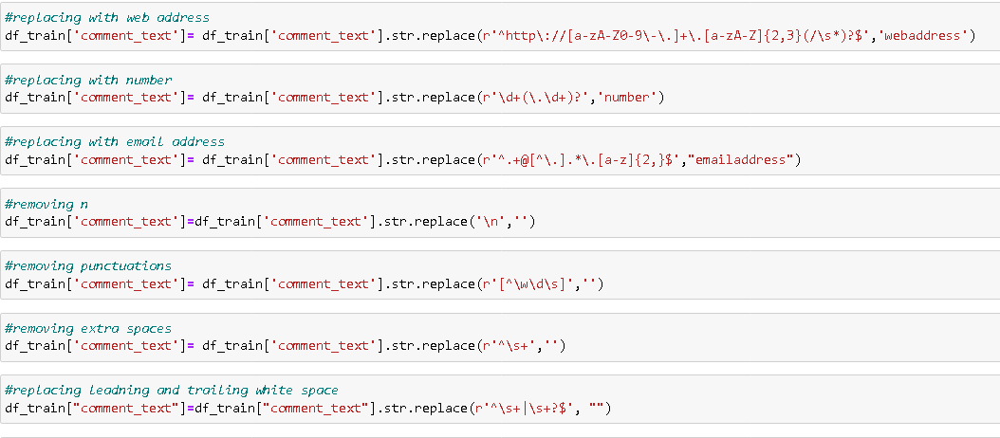 #replacing with web address
df_train['comment_text']= df_train['comment_text'].str.replace(r'^http\://[a-zA-Z0-9\-\.]+\.[a-zA-Z]{2,3}(/\s*)?$','webaddress')
#replacing with number
df_train['comment_text']= df_train['comment_text'].str.replace(r'\d+(\.\d+)?','number')
#replacing with email address
df_train['comment_text']= df_train['comment_text'].str.replace(r'^.+@[^\.].*\.[a-z]{2,}$',"emailaddress")
#removing n
df_train['comment_text']=df_train['comment_text'].str.replace('\n','')
#removing punctuations
df_train['comment_text']= df_train['comment_text'].str.replace(r'[^\w\d\s]','')
#removing extra spaces
df_train['comment_text']= df_train['comment_text'].str.replace(r'^\s+','')
#replacing leadning and trailing white space
df_train["comment_text"]=df_train["comment_text"].str.replace(r'^\s+|\s+?$', "")